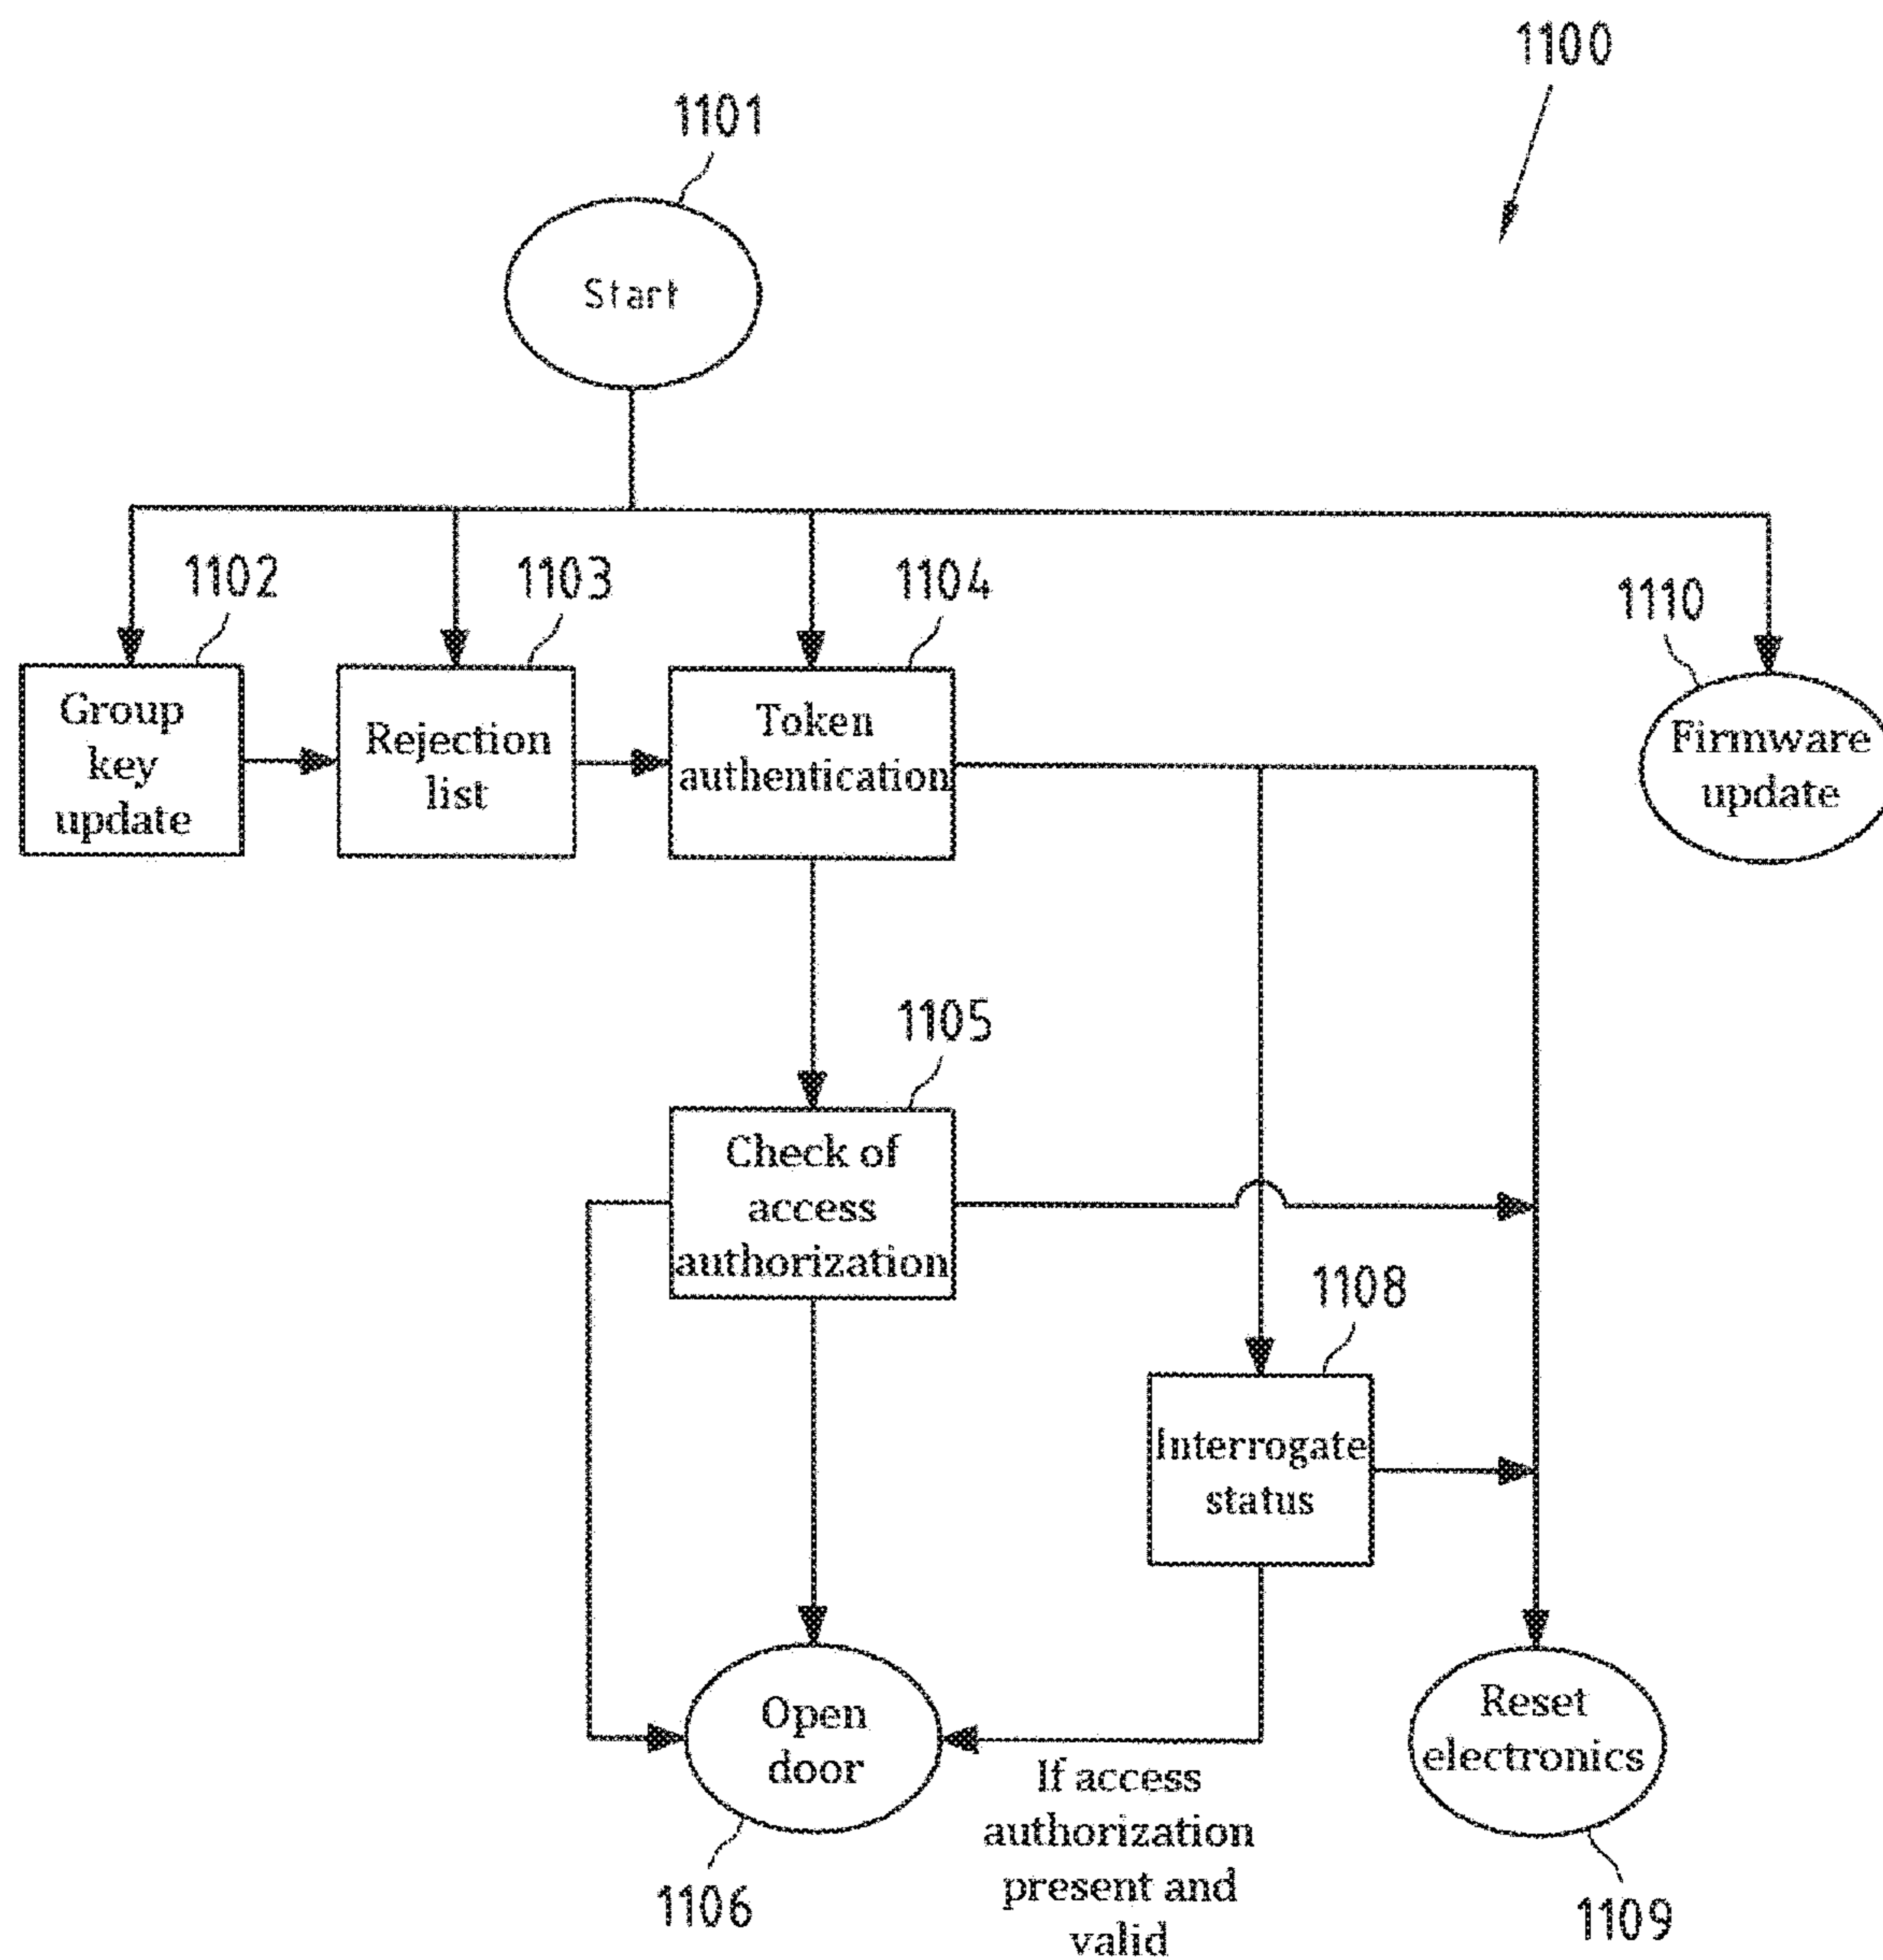 1100
1101
Start
1102
1103
1104
1110
Group
key
update
Rejection
list
Token
authentication
Firmware
update
1105
Check of
access
authorization
1108
Interrogate
status
Open
door
Reset
electronics
If access
authorization
present and
valid
1106
1109